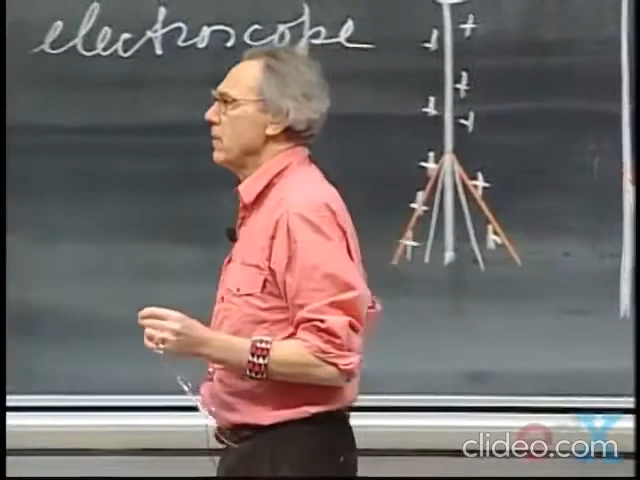 electroscope
+ + + + + + + + + +
clideo.com